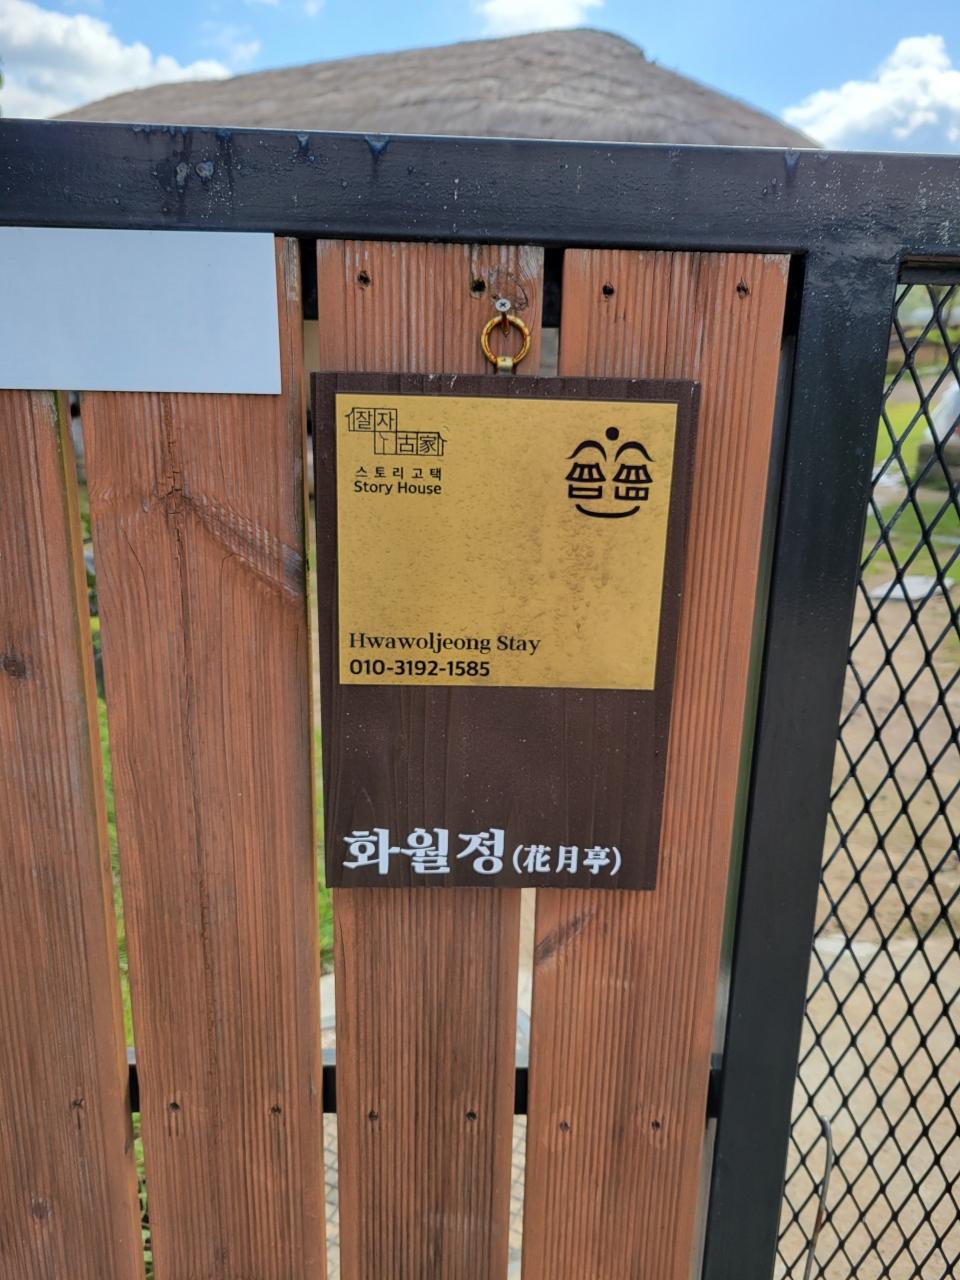 잘자
古家
스토리고택
Story House
Hwawoljeong Stay
010-3192-1585
화월정(花月亭)